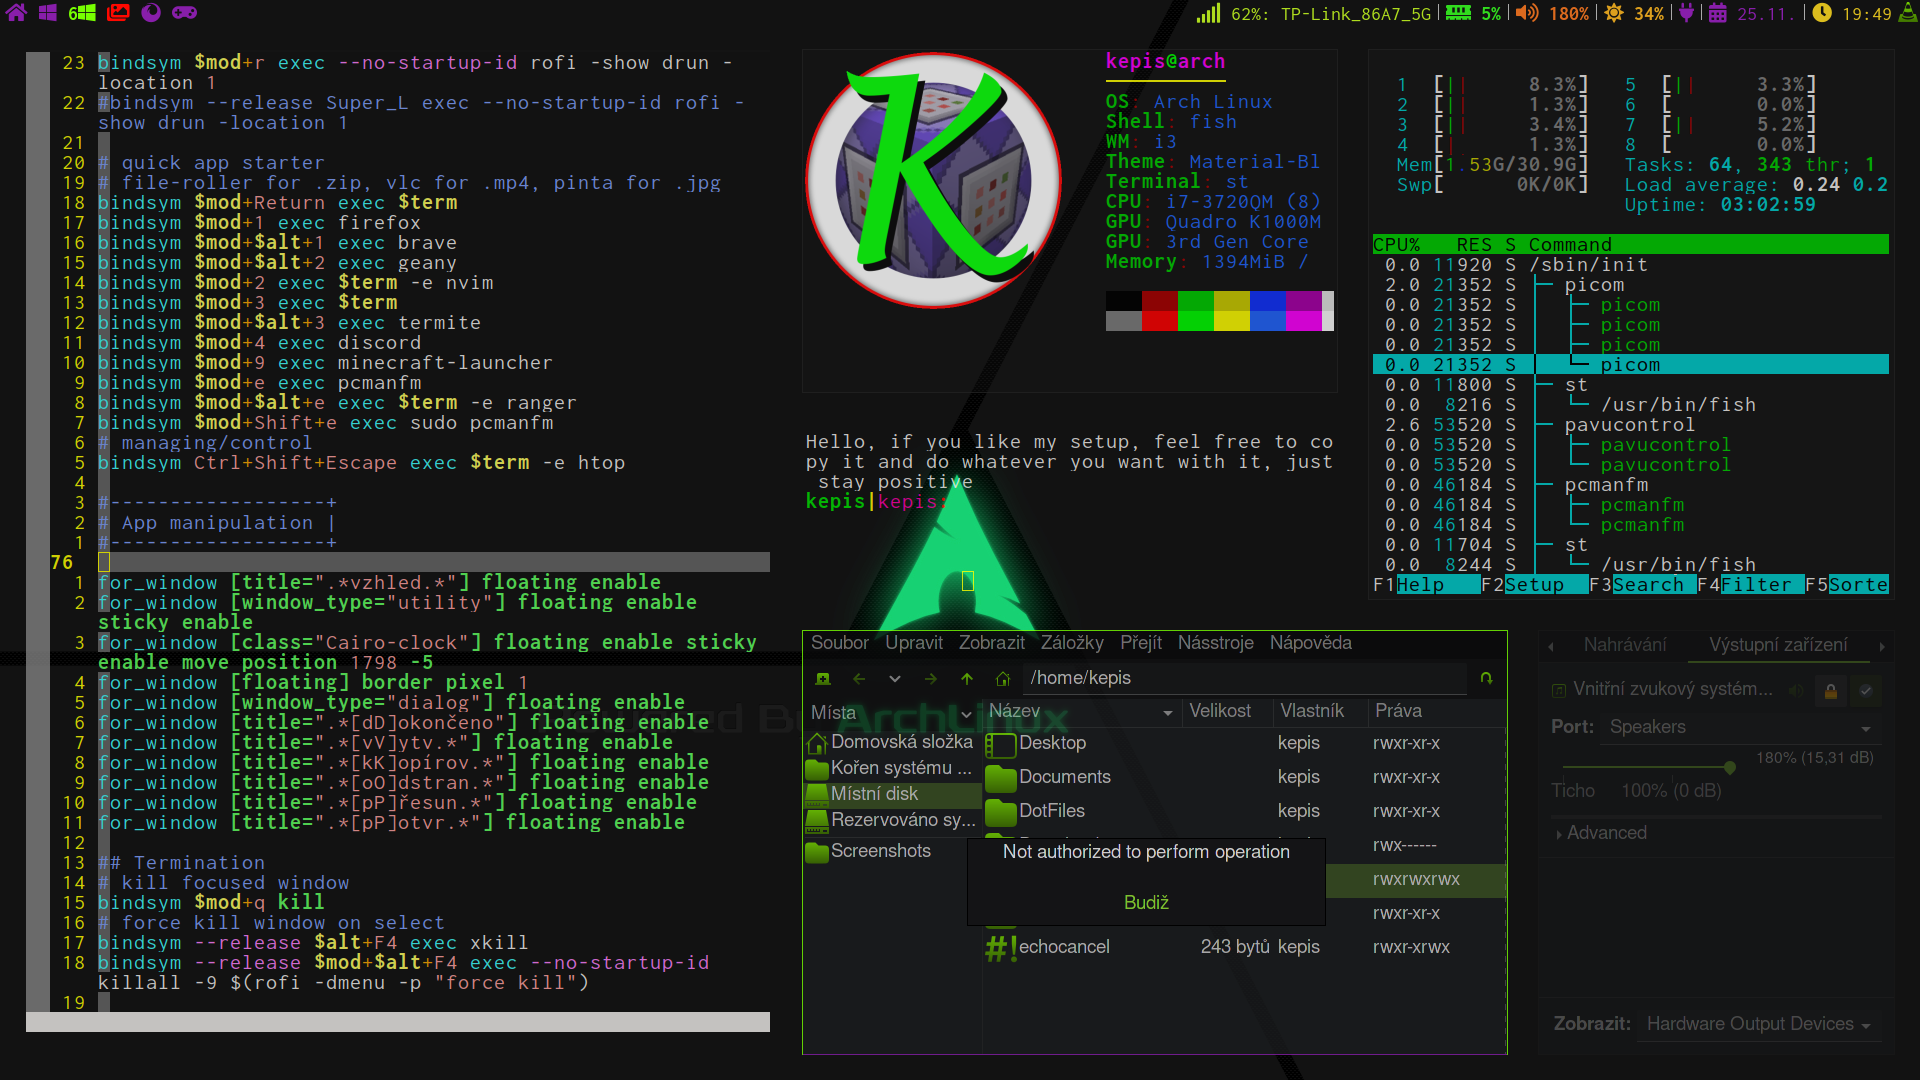 6
62%: TP-Link_86A7_5G
5%
180%
34%
25.11.
19:49
23 bindsym $mod+r exec --no-startup-id rofi -show drun -
location 1
22 #bindsym --release Super_L exec --no-startup-id rofi -
show drun -location 1
21
20 # quick app starter
19 # file-roller for .zip, vlc for .mp4, pinta for .jpg
18 bindsym $mod+Return exec $term
17 bindsym $mod+1 exec firefox
16 bindsym $mod+$alt+1 exec brave
15 bindsym $mod+$alt+2 exec geany
14 bindsym $mod+2 exec $term -e nvim
13 bindsym $mod+3 exec $term
12 bindsym $mod+$alt+3 exec termite
11 bindsym $mod+4 exec discord
10 bindsym $mod+9 exec minecraft-launcher
9 bindsym $mod+e exec pcmanfm
8 bindsym $mod+$alt+e exec $term -e ranger
7 bindsym $mod+Shift+e exec sudo pcmanfm
6 # managing/control
5 bindsym Ctrl+Shift+Escape exec $term -e htop
4
3 #------------------+
2 # App manipulation |
1 #------------------+
76
1 for_window [title=".*vzhled.*"] floating enable
2 for_window [window_type="utility"] floating enable
sticky enable
3 for_window [class="Cairo-clock"] floating enable sticky
enable move position 1798 -5
4 for_window [floating] border pixel 1
5 for_window [window_type="dialog"] floating enable
6 for_window [title=".*[dD]okončeno"] floating enable
7 for_window [title=".*[vV]ytv.*"] floating enable
8 for_window [title=".*[kK]opírov.*"] floating enable
9 for_window [title=".*[oO]dstran.*"] floating enable
10 for_window [title=".*[pP]řesun.*"] floating enable
11 for_window [title=".*[pP]otvr.*"] floating enable
12
13 ## Termination
14 # kill focused window
15 bindsym $mod+q kill
16 # force kill window on select
17 bindsym --release $alt+F4 exec xkill
18 bindsym --release $mod+$alt+F4 exec --no-startup-id
killall -9 $(rofi -dmenu -p "force kill")
19
K
kepis@arch
OS: Arch Linux
Shell: fish
WM: i3
Theme: Material-Bl
Terminal: st
CPU: i7-3720QM (8)
GPU: Quadro K1000M
GPU: 3rd Gen Core
Memory: 1394MiB /
Hello, if you like my setup, feel free to co
py it and do whatever you want with it, just
stay positive
kepis|kepis:
1 [|| 8.3%] 5 [|| 3.3%]
2 [|| 1.3%] 6 [ 0.0%]
3 [|| 3.4%] 7 [|| 5.2%]
4 [| 1.3%] 8 [ 0.0%]
Mem[1.53G/30.9G] Tasks: 64, 343 thr; 1
Swp[ 0K/0K] Load average: 0.24 0.2
Uptime: 03:02:59
CPU% RES S Command
0.0 11920 S /sbin/init
2.0 21352 S picom
0.0 21352 S picom
0.0 21352 S picom
0.0 21352 S picom
0.0 21352 S picom
0.0 11800 S st
0.0 8216 S /usr/bin/fish
2.6 53520 S pavucontrol
0.0 53520 S pavucontrol
0.0 53520 S pavucontrol
0.0 46184 S pcmanfm
0.0 46184 S pcmanfm
0.0 46184 S pcmanfm
0.0 11704 S st
0.0 8244 S /usr/bin/fish
F1Help F2Setup F3Search F4Filter F5Sorte
Soubor Upravit Zobrazit Záložky Přejít Násstroje Nápověda
/home/kepis
Místa
Název Velikost Vlastník Práva
ArchLinux
Domovská složka
Kořen systému ...
Místní disk
Rezervováno sy...
Screenshots
Desktop kepis rwxr-xr-x
Documents kepis rwxr-xr-x
DotFiles kepis rwxr-xr-x
rwx------
rwxrwxrwx
rwxr-xr-x
#! echocancel 243 bytů kepis rwxr-xrwx
Not authorized to perform operation
Budiž
Nahrávání Výstupní zařízení
Vnitřní zvukový systém...
Port: Speakers
180% (15,31 dB)
Ticho 100% (0 dB)
Advanced
Zobrazit: Hardware Output Devices